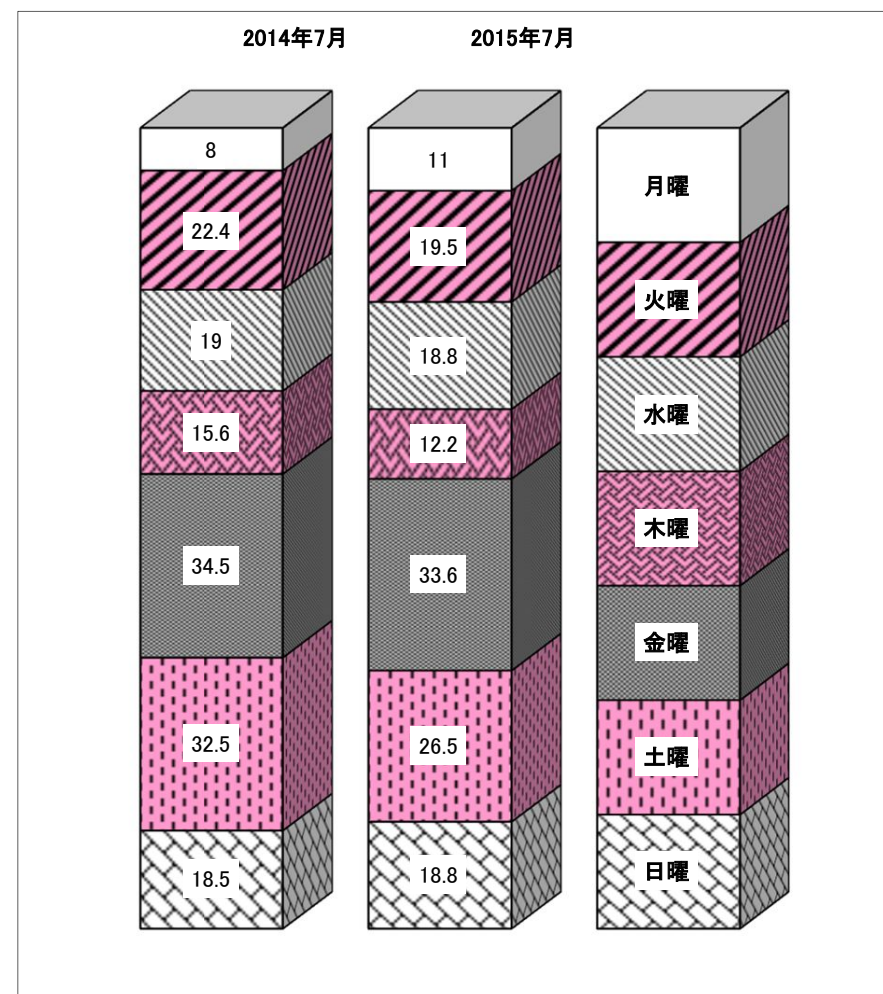 2014年7月 2015年7月
8 11 月曜
22.4 19.5 火曜
19 18.8 水曜
15.6 12.2 木曜
34.5 33.6 金曜
32.5 26.5 土曜
18.5 18.8 日曜